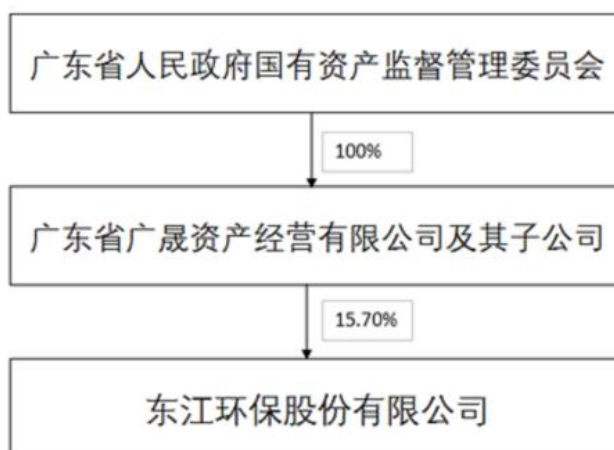 广东省人民政府国有资产监督管理委员会
100%
广东省广晟资产经营有限公司及其子公司
15.70%
东江环保股份有限公司